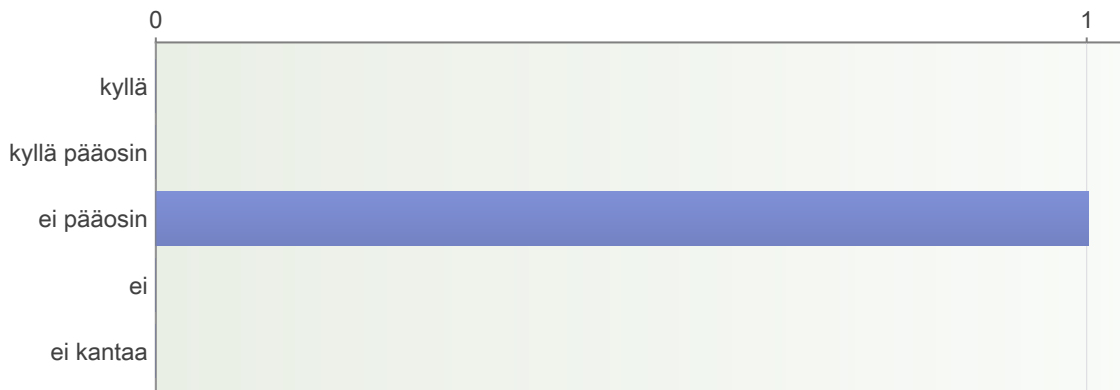 0 1
kyllä
kyllä pääosin
ei pääosin
ei
ei kantaa